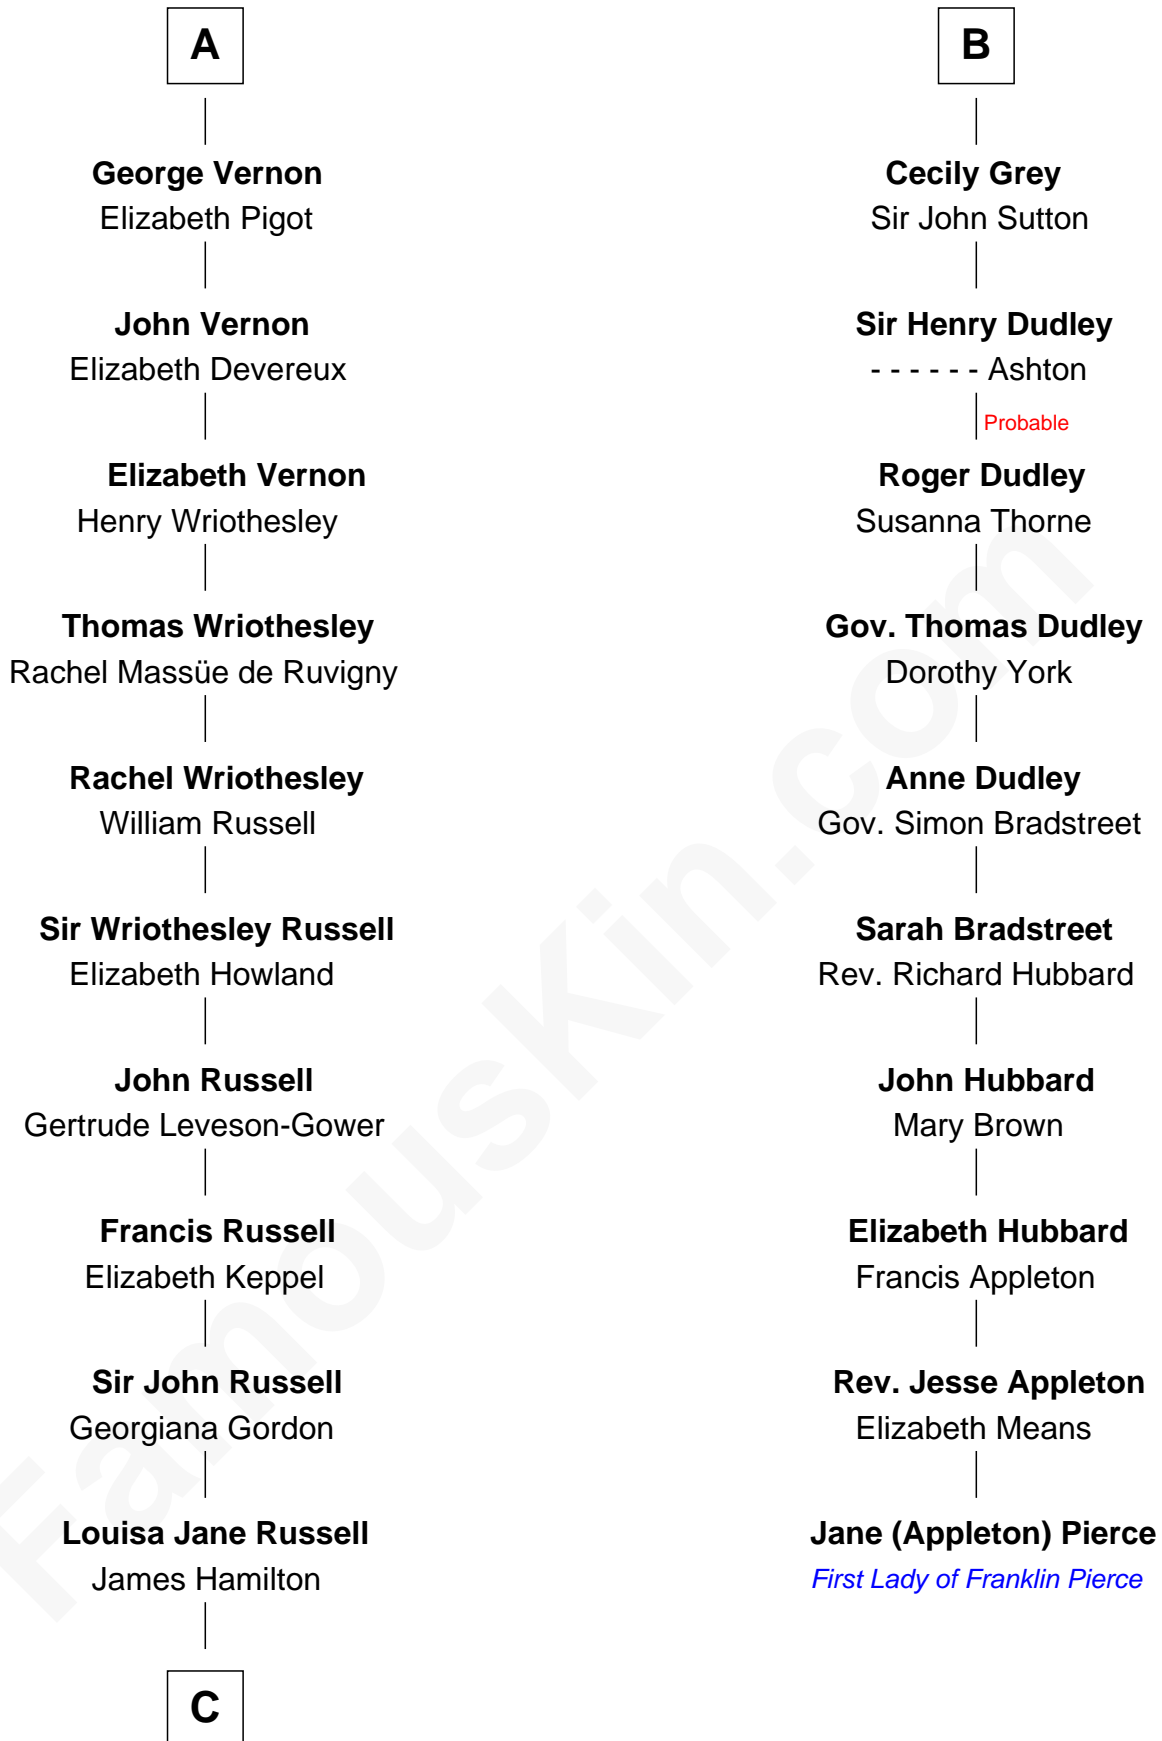 A
George Vernon
Elizabeth Pigot
John Vernon
Elizabeth Devereux
Elizabeth Vernon
Henry Wriothesley
Thomas Wriothesley
Rachel Massüe de Ruvigny
Rachel Wriothesley
William Russell
Sir Wriothesley Russell
Elizabeth Howland
John Russell
Gertrude Leveson-Gower
Francis Russell
Elizabeth Keppel
Sir John Russell
Georgiana Gordon
Louisa Jane Russell
James Hamilton
C
B
Cecily Grey
Sir John Sutton
Sir Henry Dudley
- - - - - - Ashton
Probable
Roger Dudley
Susanna Thorne
Gov. Thomas Dudley
Dorothy York
Anne Dudley
Gov. Simon Bradstreet
Sarah Bradstreet
Rev. Richard Hubbard
John Hubbard
Mary Brown
Elizabeth Hubbard
Francis Appleton
Rev. Jesse Appleton
Elizabeth Means
Jane (Appleton) Pierce
First Lady of Franklin Pierce
FamousKin.com